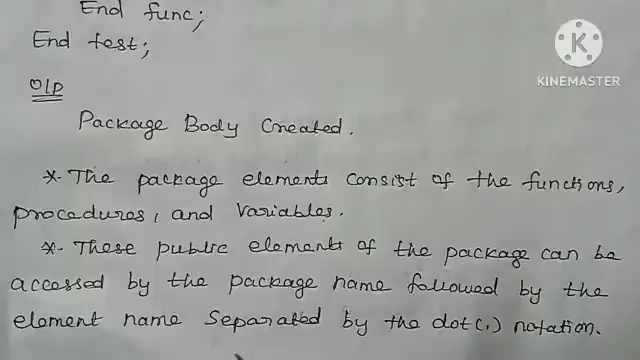 End func;
End test;
O/P
Package Body Created.
*. The package elements consist of the functions,
procedures, and variables.
*. These public elements of the package can be
accessed by the package name followed by the
element name separated by the dot(.) notation.
KINEMASTER